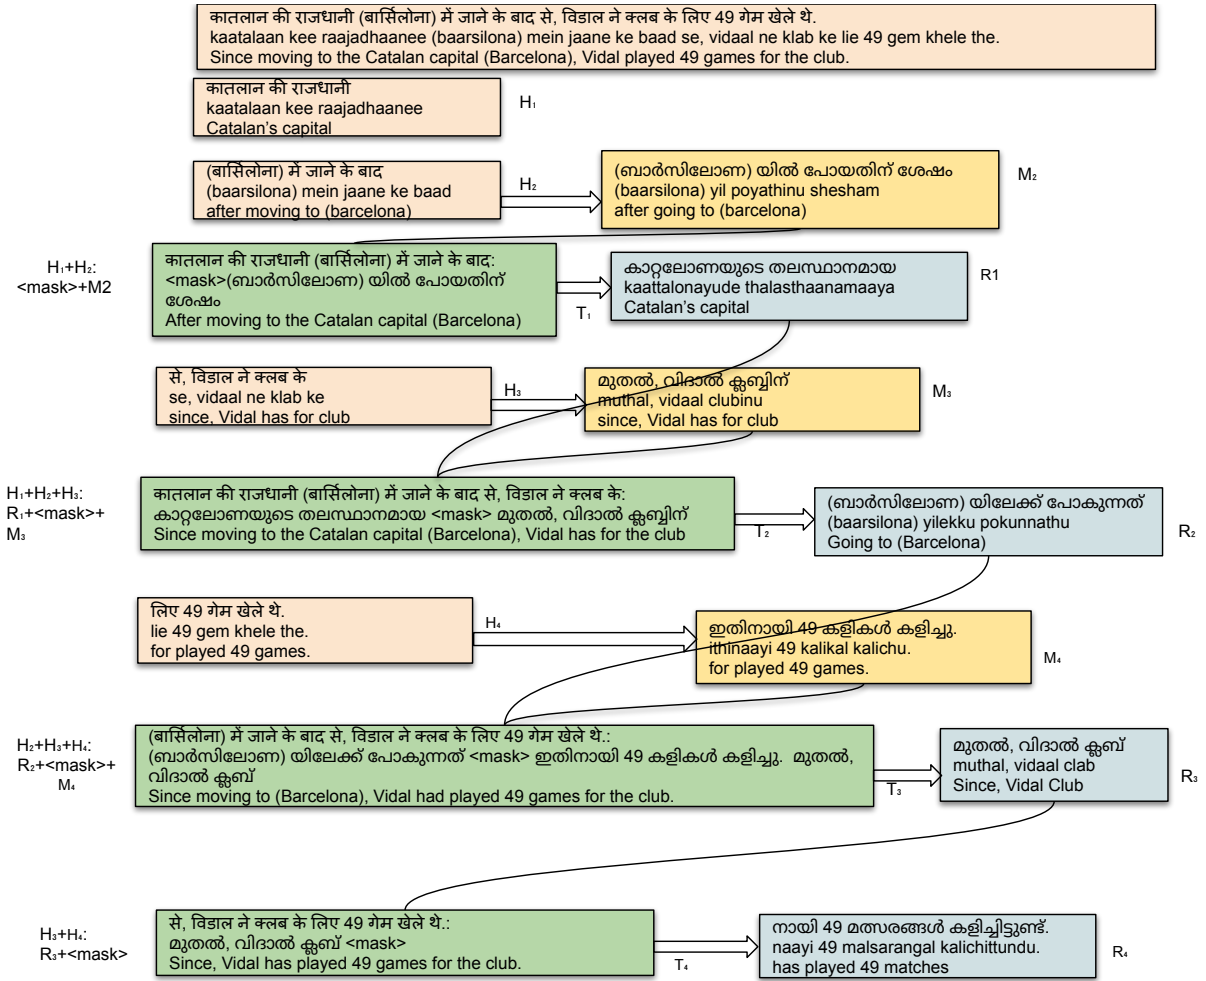 कातलान की राजधानी (बार्सिलोना) में जाने के बाद से, विडाल ने क्लब के लिए 49 गेम खेले थे.
kaatalaan kee raajadhaanee (baarsilona) mein jaane ke baad se, vidaal ne klab ke lie 49 gem khele the.
Since moving to the Catalan capital (Barcelona), Vidal played 49 games for the club.
कातलान की राजधानी
kaatalaan kee raajadhaanee
Catalan's capital
H₁
(बार्सिलोना) में जाने के बाद
(baarsilona) mein jaane ke baad
after moving to (barcelona)
H₂
(ബാർസിലോണ) യിൽ പോയതിന് ശേഷം
(baarsilona) yil poyathinu shesham
after going to (barcelona)
M₂
H₁+H₂:
<mask>+M2
कातलान की राजधानी (बार्सिलोना) में जाने के बाद:
<mask>(ബാർസിലോണ) യിൽ പോയതിന്
ശേഷം
After moving to the Catalan capital (Barcelona)
T₁
കാറ്റലോണയുടെ തലസ്ഥാനമായ
kaattalonayude thalasthaanamaaya
Catalan's capital
R1
से, विडाल ने क्लब के
se, vidaal ne klab ke
since, Vidal has for club
H₃
മുതൽ, വിദാൽ ക്ലബ്ബിന്
muthal, vidaal clubinu
since, Vidal has for club
M₃
H₁+H₂+H₃:
R₁+<mask>+
M₃
कातलान की राजधानी (बार्सिलोना) में जाने के बाद से, विडाल ने क्लब के:
കാറ്റലോണയുടെ തലസ്ഥാനമായ <mask> മുതൽ, വിദാൽ ക്ലബ്ബിന്
Since moving to the Catalan capital (Barcelona), Vidal has for the club
T₂
(ബാർസിലോണ) യിലേക്ക് പോകുന്നത്
(baarsilona) yilekku pokunnathu
Going to (Barcelona)
R₂
लिए 49 गेम खेले थे.
lie 49 gem khele the.
for played 49 games.
H₄
ഇതിനായി 49 കളികൾ കളിച്ചു.
ithinaayi 49 kalikal kalichu.
for played 49 games.
M₄
H₂+H₃+H₄:
R₂+<mask>+
M₄
(बार्सिलोना) में जाने के बाद से, विडाल ने क्लब के लिए 49 गेम खेले थे.:
(ബാർസിലോണ) യിലേക്ക് പോകുന്നത് <mask> ഇതിനായി 49 കളികൾ കളിച്ചു. മുതൽ,
വിദാൽ ക്ലബ്
Since moving to (Barcelona), Vidal had played 49 games for the club.
T₃
മുതൽ, വിദാൽ ക്ലബ്
muthal, vidaal clab
Since, Vidal Club
R₃
H₃+H₄:
R₃+<mask>
से, विडाल ने क्लब के लिए 49 गेम खेले थे.:
മുതൽ, വിദാൽ ക്ലബ് <mask>
Since, Vidal has played 49 games for the club.
T₄
നായി 49 മത്സരങ്ങൾ കളിച്ചിട്ടുണ്ട്.
naayi 49 malsarangal kalichittundu.
has played 49 matches
R₄